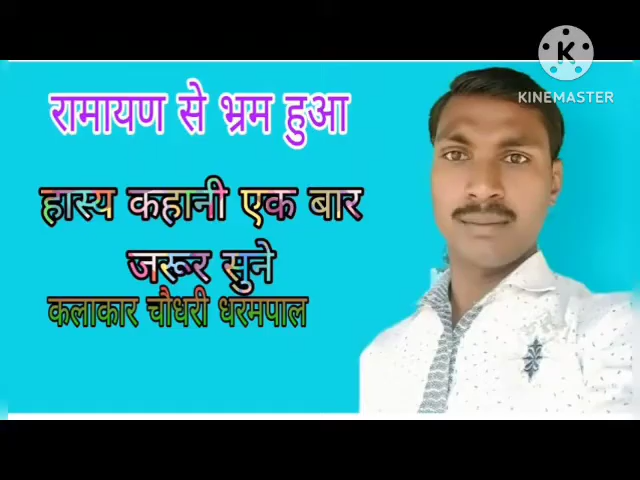 K
KINEMASTER
रामायण से भ्रम हुआ
हास्य कहानी एक बार
जरूर सुने
कलाकार चौधरी धरमपाल